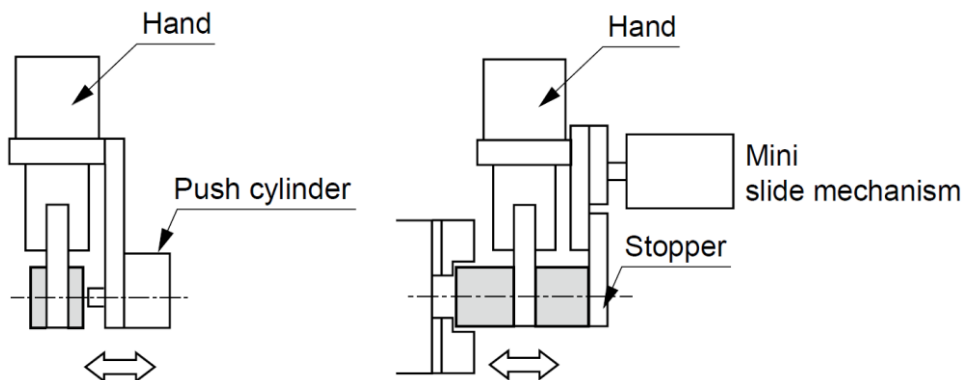 Hand
Push cylinder
Hand
Mini
slide mechanism
Stopper